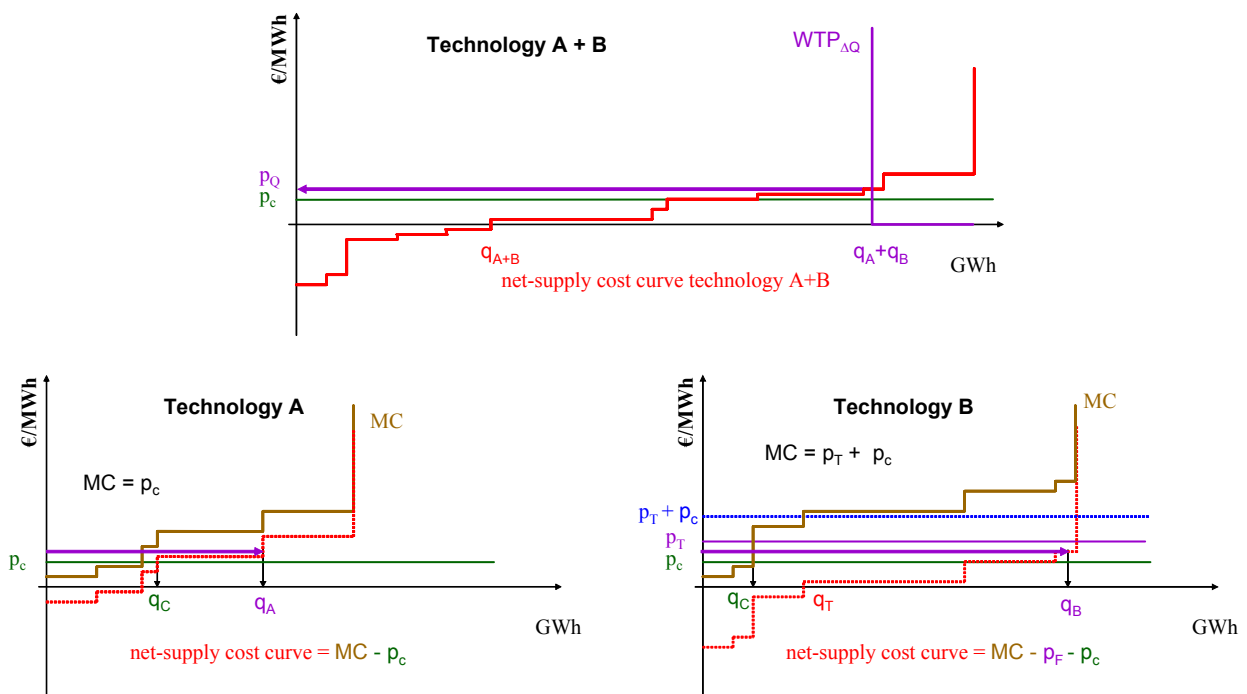 €/MWh
Technology A + B
WTPΔQ
pQ
pc
qA+B
qA+qB
GWh
net-supply cost curve technology A+B
€/MWh
Technology A
MC
MC = pc
pc
qC
qA
GWh
net-supply cost curve = MC - pc
€/MWh
Technology B
MC
MC = pT + pc
pT + pc
pT
pc
qC
qT
qB
GWh
net-supply cost curve = MC - pF - pc